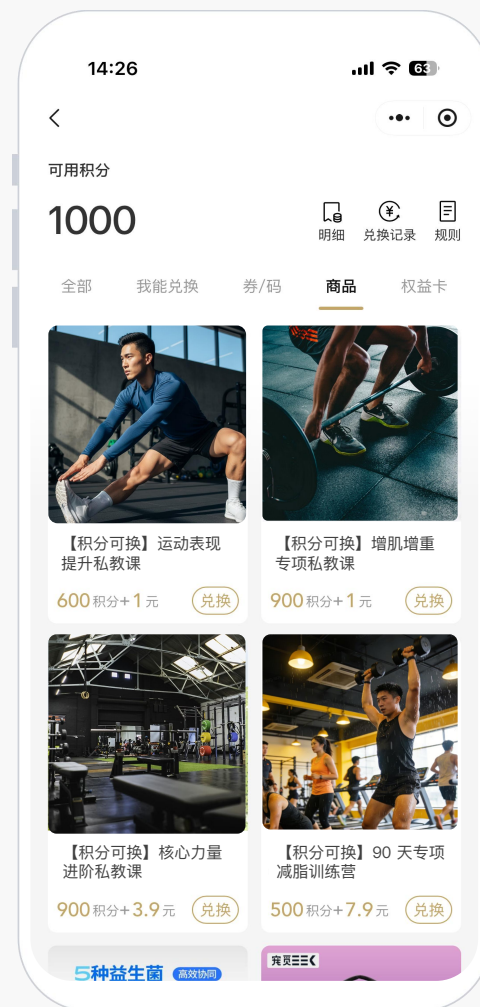 14:26
63
可用积分
1000
明细 兑换记录 规则
全部 我能兑换 券/码 商品 权益卡
【积分可换】运动表现
提升私教课
600积分+1元 兑换
【积分可换】增肌增重
专项私教课
900积分+1元 兑换
【积分可换】核心力量
进阶私教课
900积分+3.9元 兑换
【积分可换】90 天专项
减脂训练营
500积分+7.9元 兑换
5种益生菌 高效协同